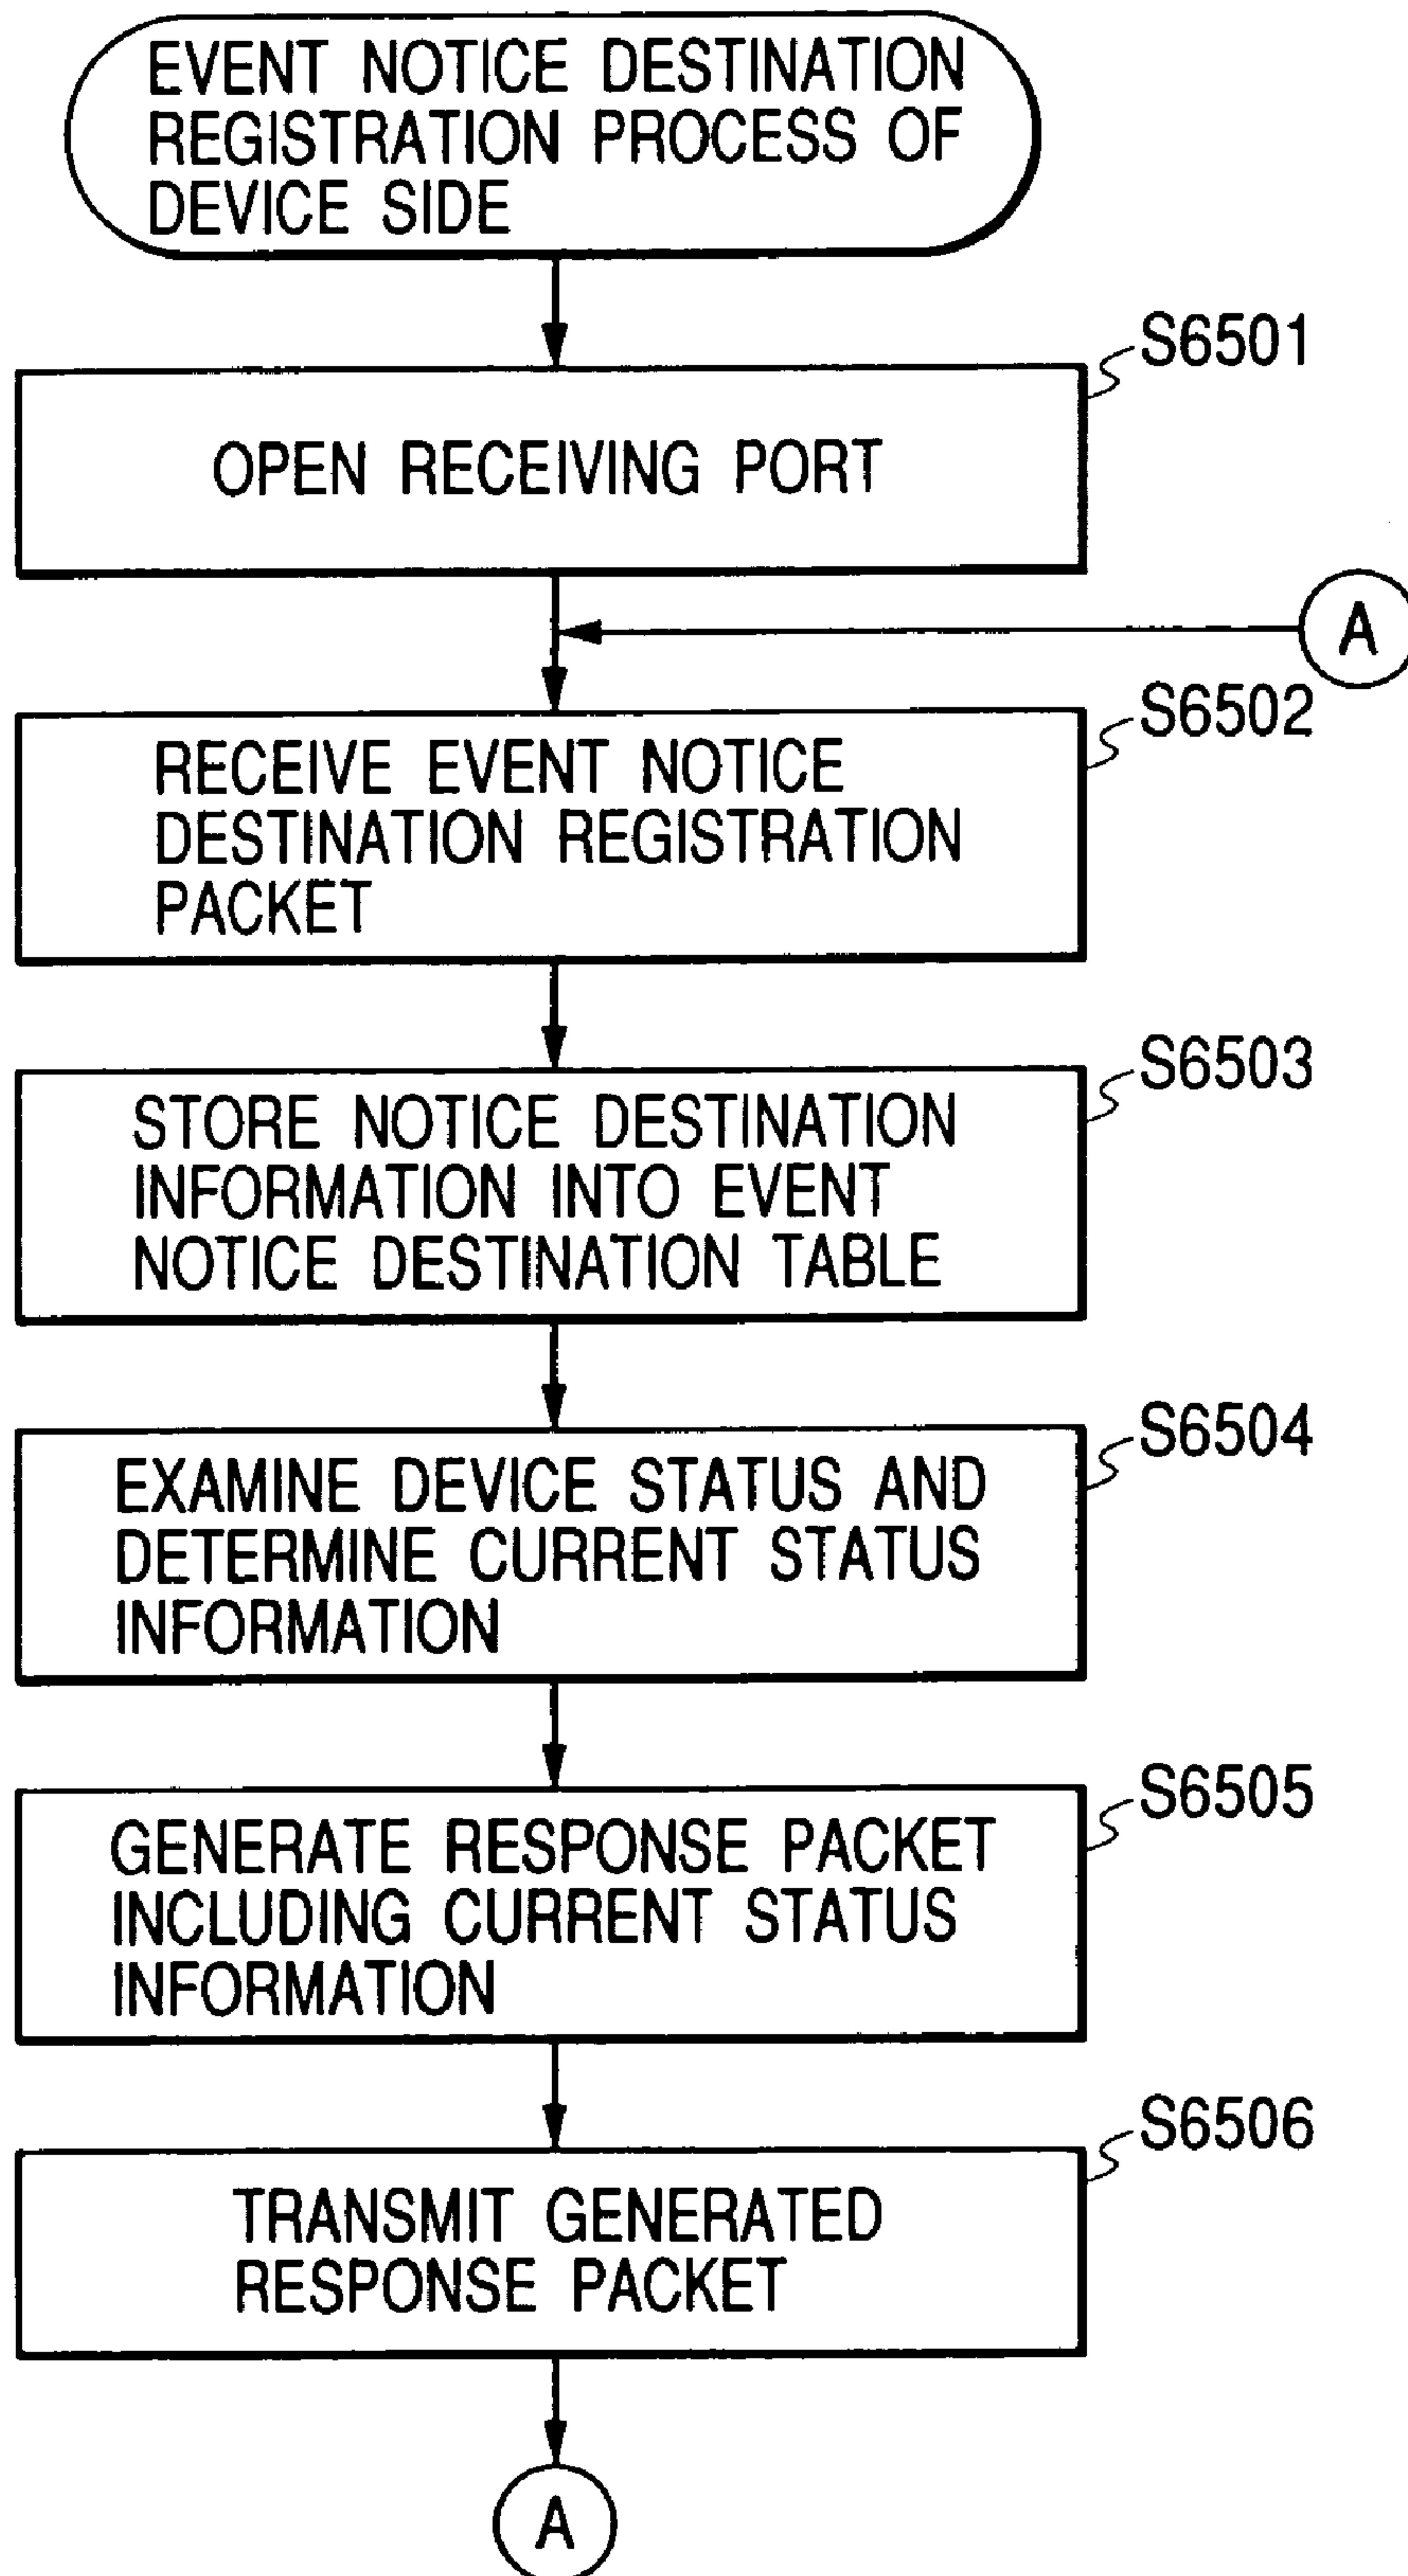 EVENT NOTICE DESTINATION
REGISTRATION PROCESS OF
DEVICE SIDE
S6501
OPEN RECEIVING PORT
A
S6502
RECEIVE EVENT NOTICE
DESTINATION REGISTRATION
PACKET
S6503
STORE NOTICE DESTINATION
INFORMATION INTO EVENT
NOTICE DESTINATION TABLE
S6504
EXAMINE DEVICE STATUS AND
DETERMINE CURRENT STATUS
INFORMATION
S6505
GENERATE RESPONSE PACKET
INCLUDING CURRENT STATUS
INFORMATION
S6506
TRANSMIT GENERATED
RESPONSE PACKET
A